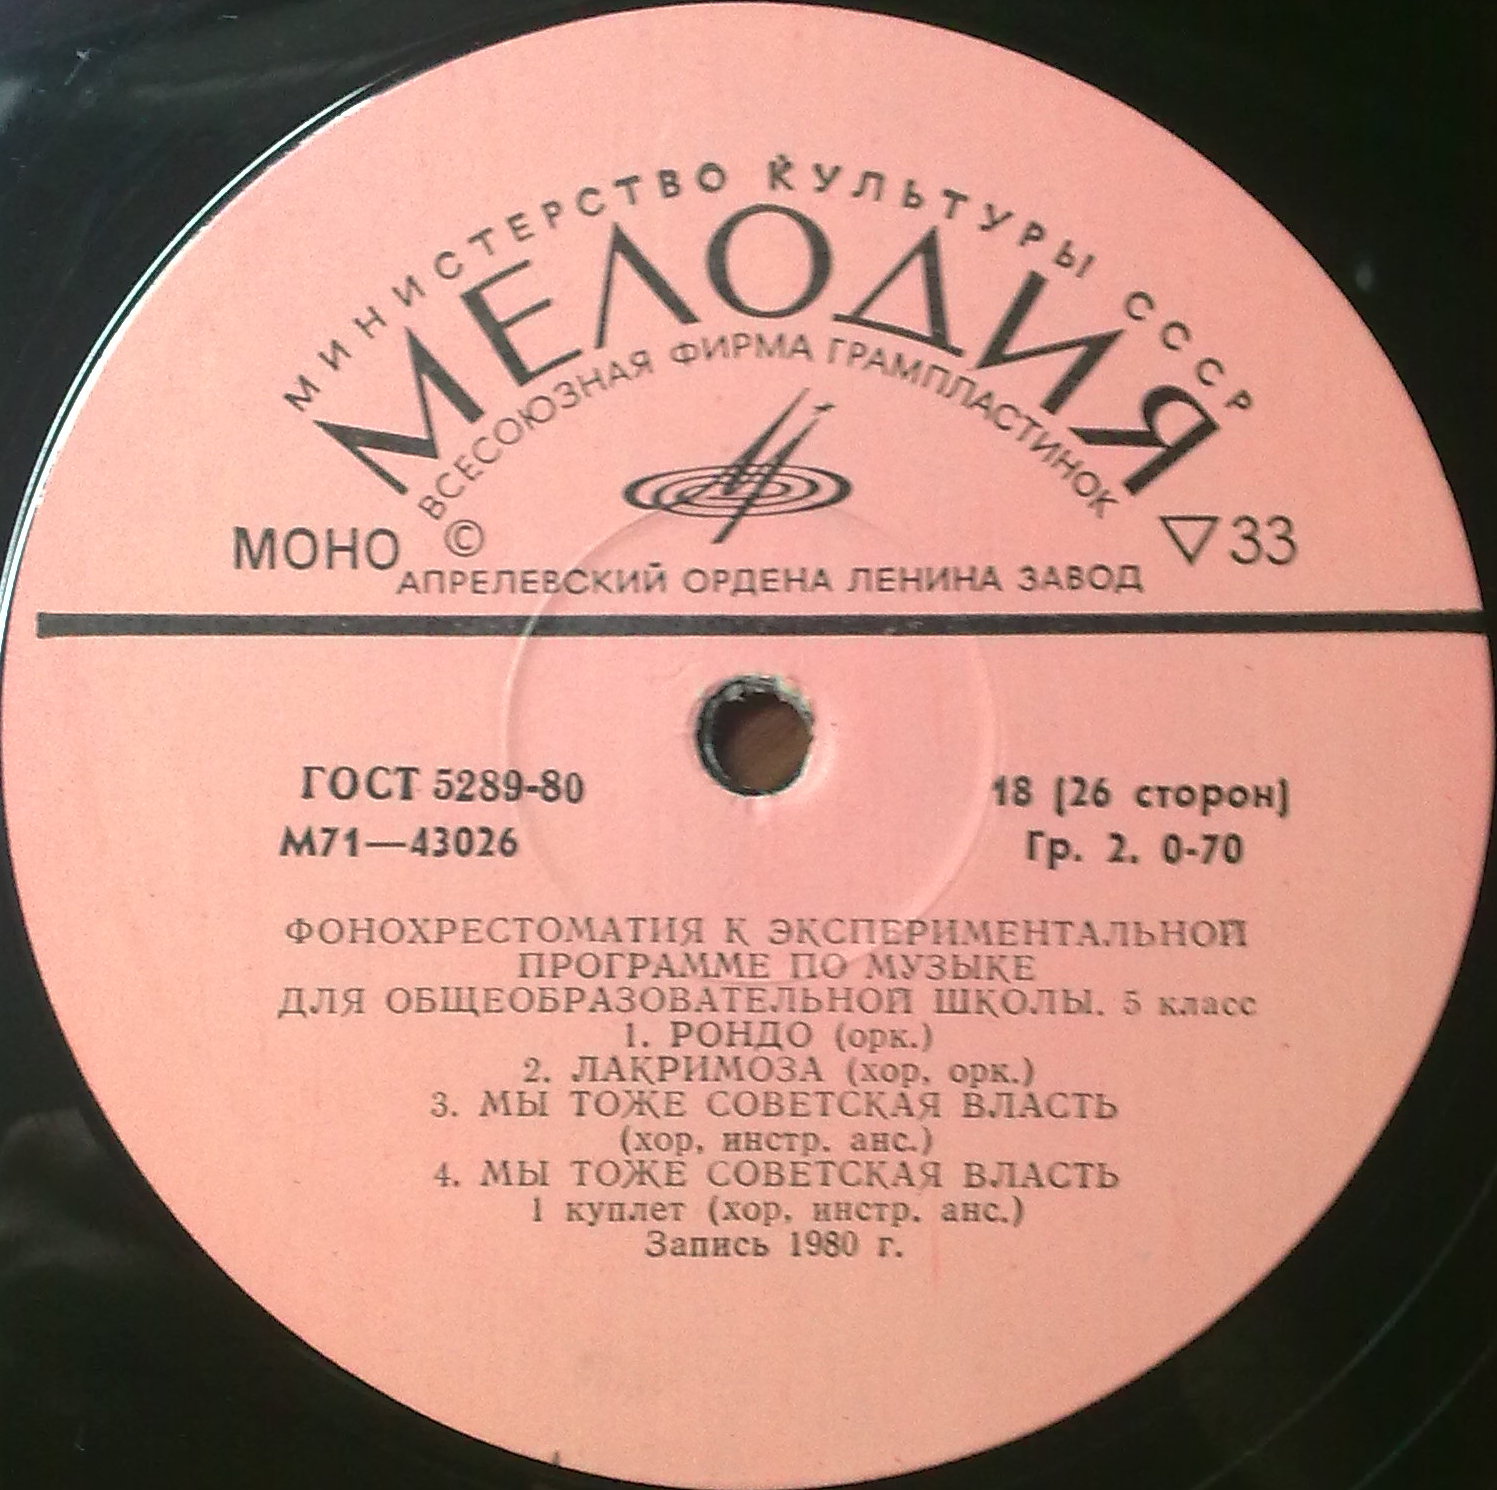 МИНИСТЕРСТВО КУЛЬТУРЫ СССР
МЕЛОДИЯ
ВСЕСОЮЗНАЯ ФИРМА ГРАМПЛАСТИНОК
МОНО © ▽33
АПРЕЛЕВСКИЙ ОРДЕНА ЛЕНИНА ЗАВОД
ГОСТ 5289-80 18 (26 сторон)
М71—43026 Гр. 2. 0-70
ФОНОХРЕСТОМАТИЯ К ЭКСПЕРИМЕНТАЛЬНОЙ
ПРОГРАММЕ ПО МУЗЫКЕ
ДЛЯ ОБЩЕОБРАЗОВАТЕЛЬНОЙ ШКОЛЫ. 5 класс
1. РОНДО (орк.)
2. ЛАКРИМОЗА (хор, орк.)
3. МЫ ТОЖЕ СОВЕТСКАЯ ВЛАСТЬ
(хор, инстр. анс.)
4. МЫ ТОЖЕ СОВЕТСКАЯ ВЛАСТЬ
1 куплет (хор, инстр. анс.)
Запись 1980 г.